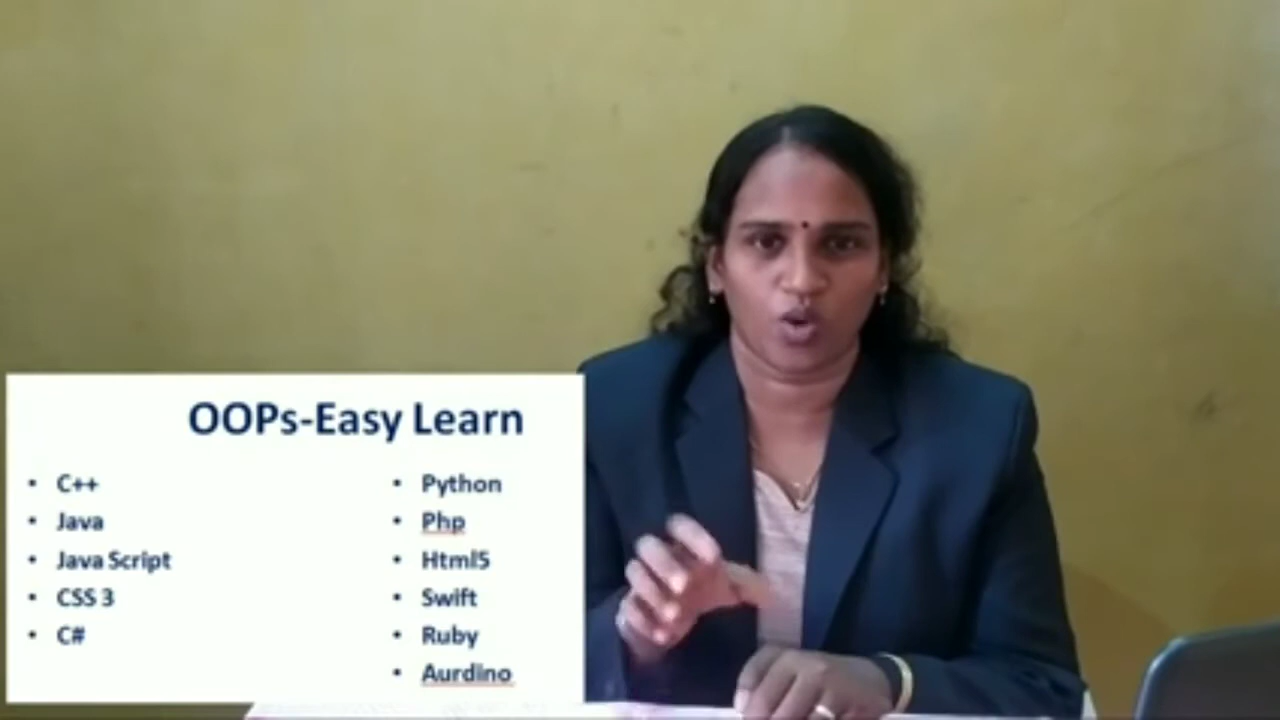 OOPs-Easy Learn
• C++
• Java
• Java Script
• CSS 3
• C#
• Python
• Php
• Html5
• Swift
• Ruby
• Aurdino